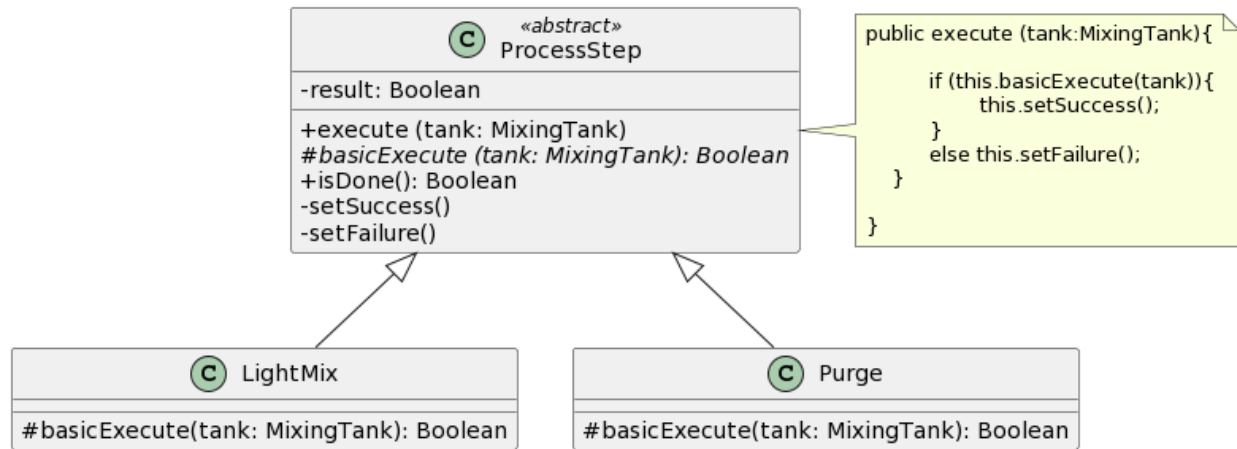 «abstract»
C ProcessStep
-result: Boolean
+execute (tank: MixingTank)
#basicExecute (tank: MixingTank): Boolean
+isDone(): Boolean
-setSuccess()
-setFailure()
public execute (tank:MixingTank){
if (this.basicExecute(tank)){
this.setSuccess();
}
else this.setFailure();
}
}
C LightMix
#basicExecute(tank: MixingTank): Boolean
C Purge
#basicExecute(tank: MixingTank): Boolean